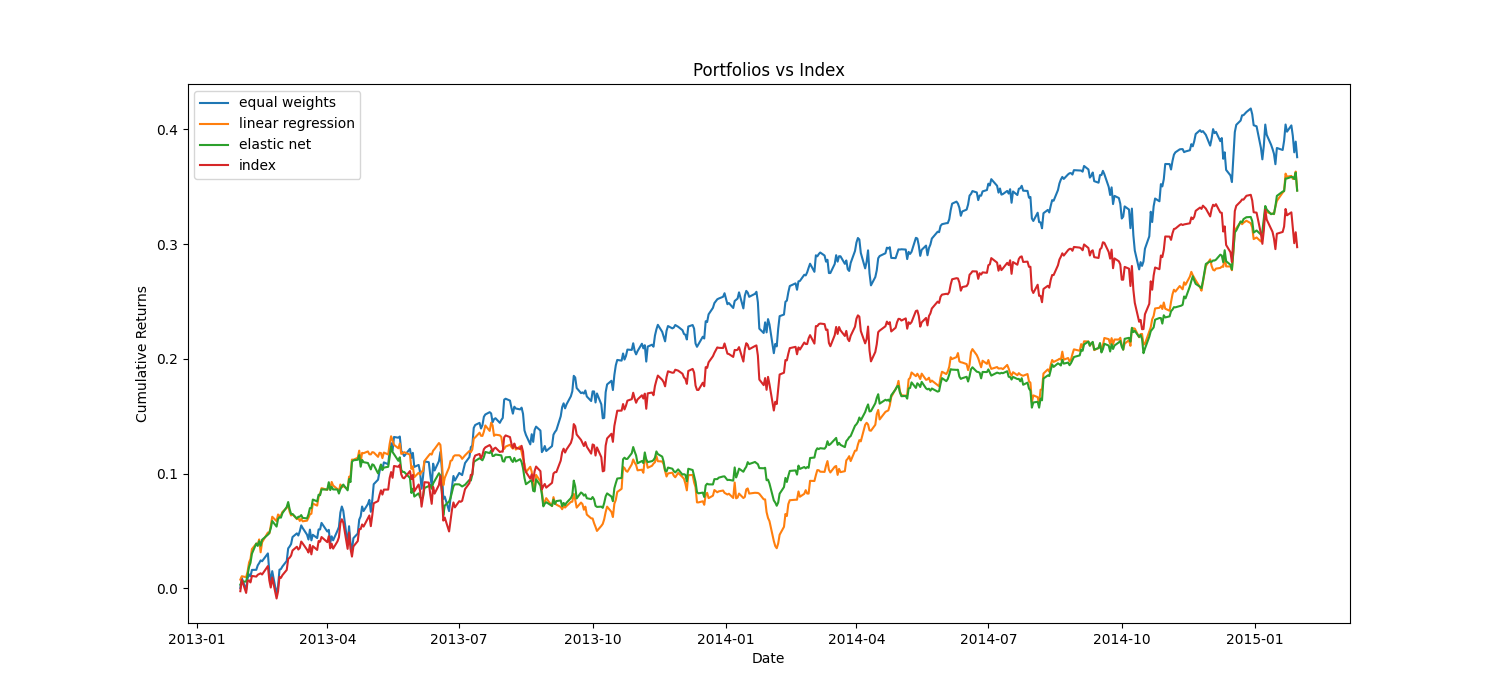 Portfolios vs Index
equal weights
linear regression
elastic net
index
0.4
0.3
0.2
0.1
0.0
Cumulative Returns
2013-01 2013-04 2013-07 2013-10 2014-01 2014-04 2014-07 2014-10 2015-01
Date